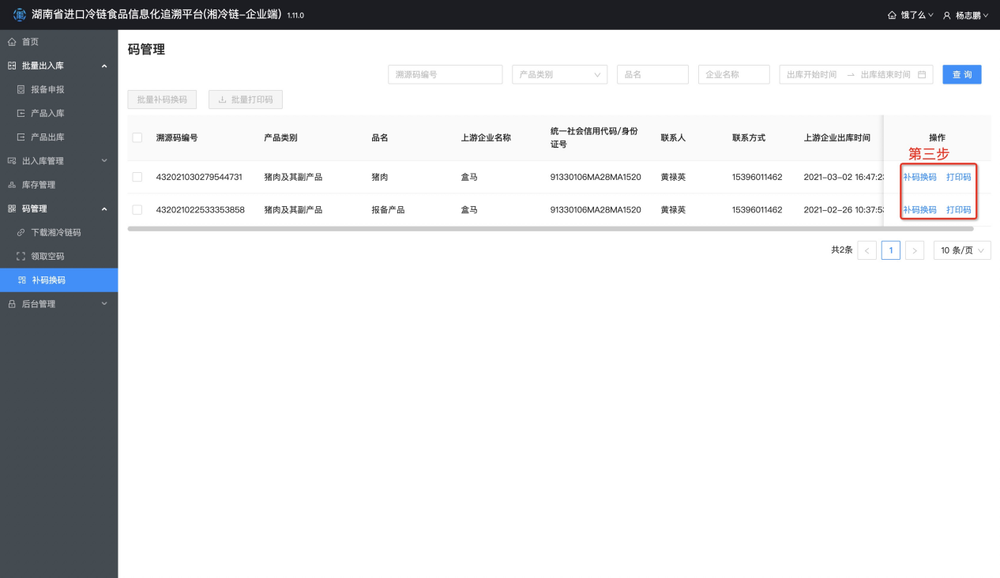 湖南省进口冷链食品信息化追溯平台(湘冷链-企业端) 1.11.0 饿了么 杨志鹏
首页
批量出入库
报备申报
产品入库
产品出库
出入库管理
库存管理
码管理
下载湘冷链码
领取空码
补码换码
后台管理
码管理
溯源码编号 产品类别 品名 企业名称 出库开始时间 → 出库结束时间 查 询
批量补码换码 批量打印码
溯源码编号 产品类别 品名 上游企业名称 统一社会信用代码/身份证号 联系人 联系方式 上游企业出库时间 操作
第三步
432021030279544731 猪肉及其副产品 猪肉 盒马 91330106MA28MA1520 黄禄英 15396011462 2021-03-02 16:47:2 补码换码 打印码
432021022533353858 猪肉及其副产品 报备产品 盒马 91330106MA28MA1520 黄禄英 15396011462 2021-02-26 10:37:5 补码换码 打印码
共2条 < 1 > 10 条/页